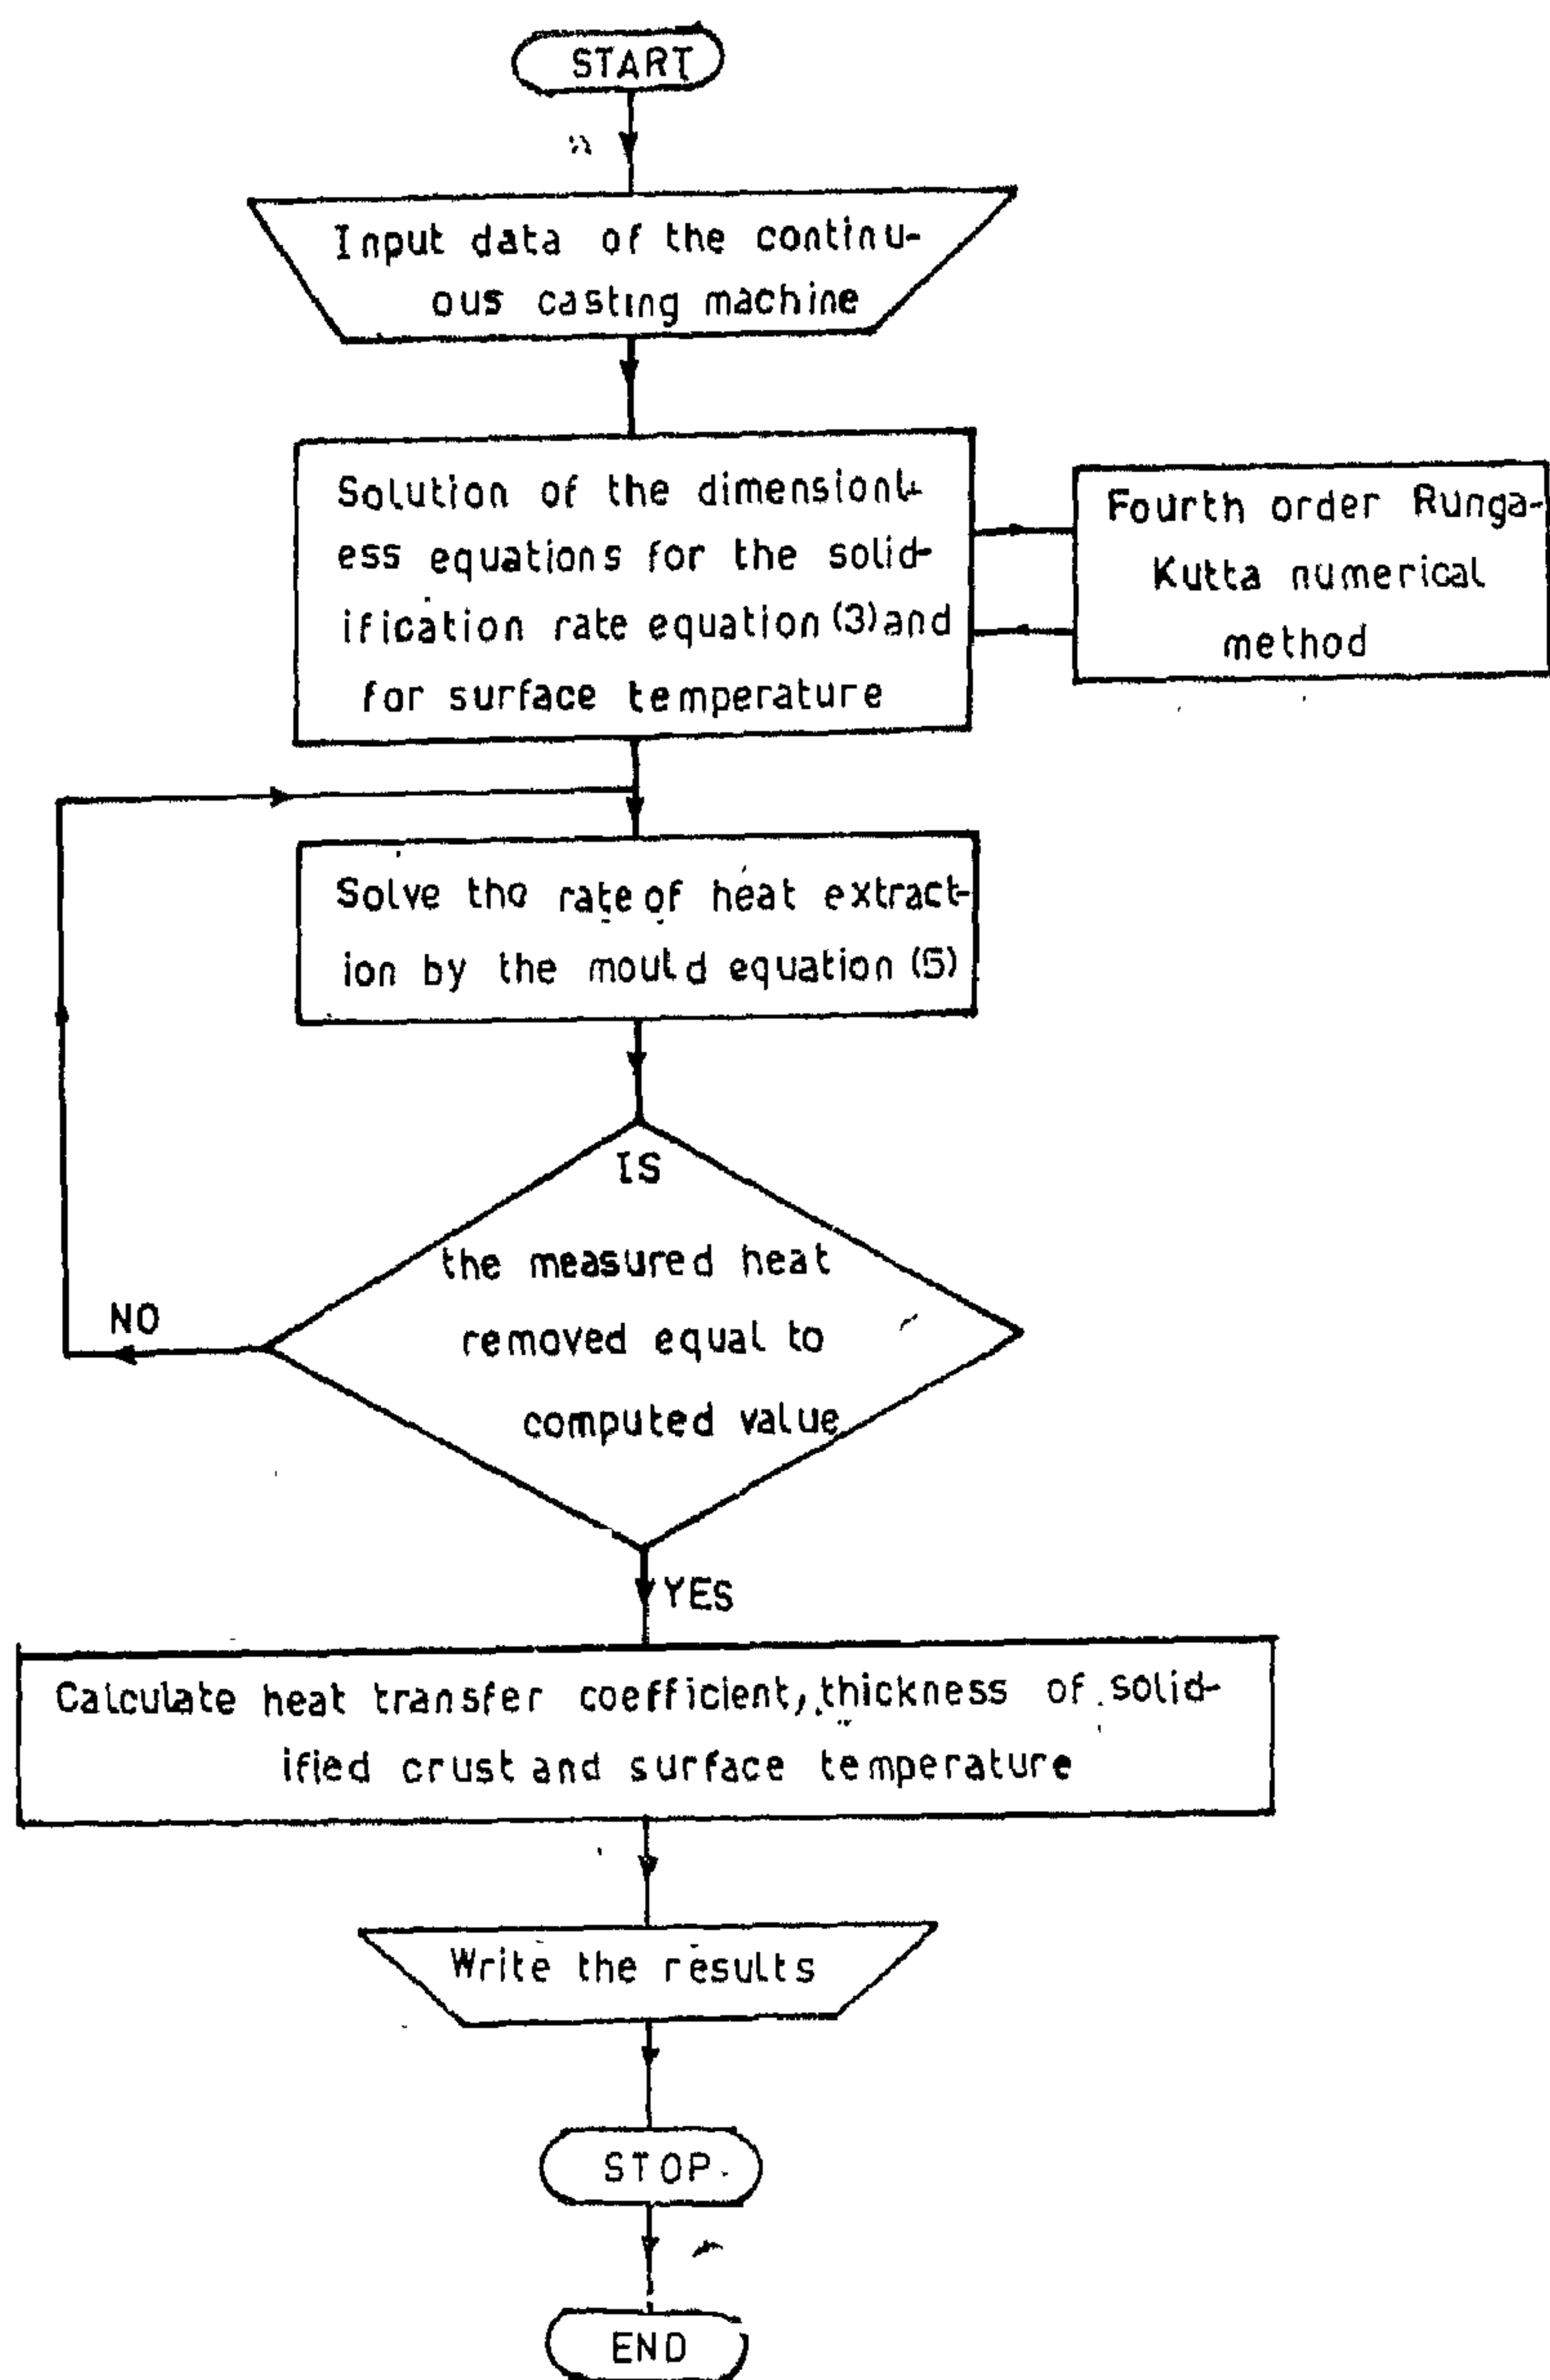 START
Input data of the continu-
ous casting machine
Solution of the dimensionl-
ess equations for the solid-
ification rate equation (3) and
for surface temperature
Fourth order Runga-
Kutta numerical
method
Solve the rate of heat extract-
ion by the mould equation (5)
IS
the measured heat
removed equal to
computed value
NO
YES
Calculate heat transfer coefficient, thickness of solid-
ified crust and surface temperature
Write the results
STOP
END